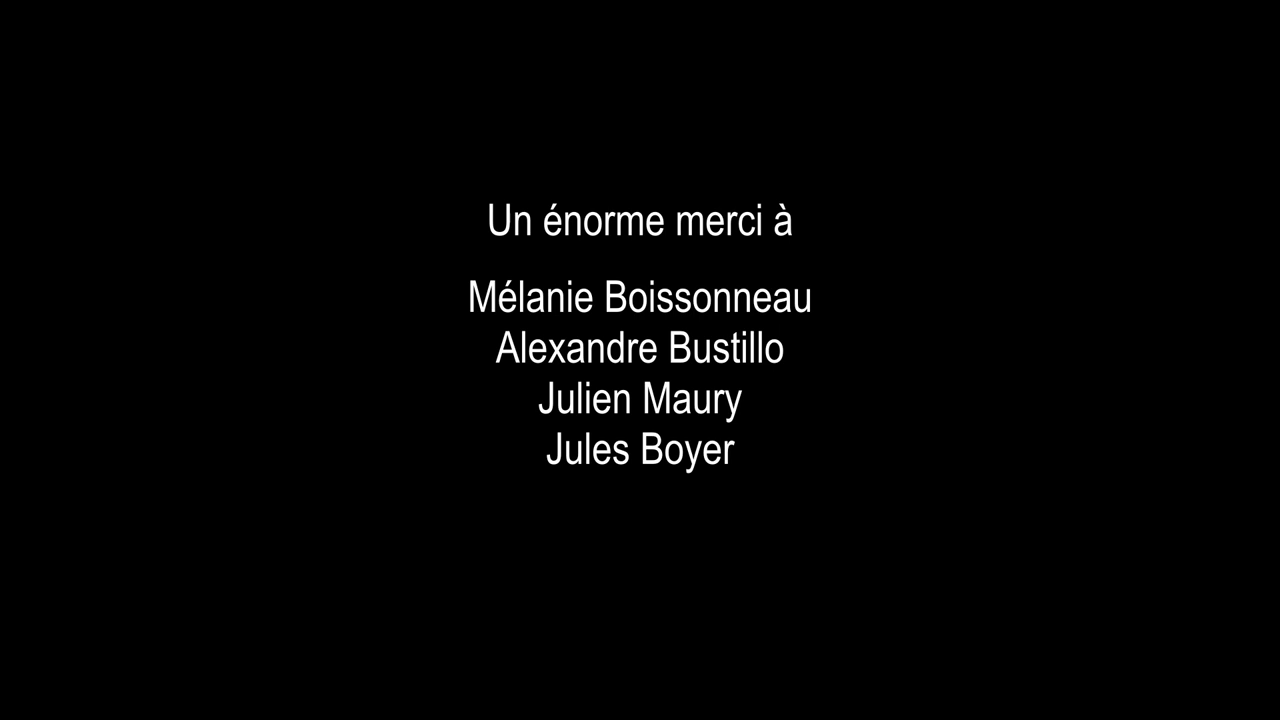 Un énorme merci à
Mélanie Boissonneau
Alexandre Bustillo
Julien Maury
Jules Boyer